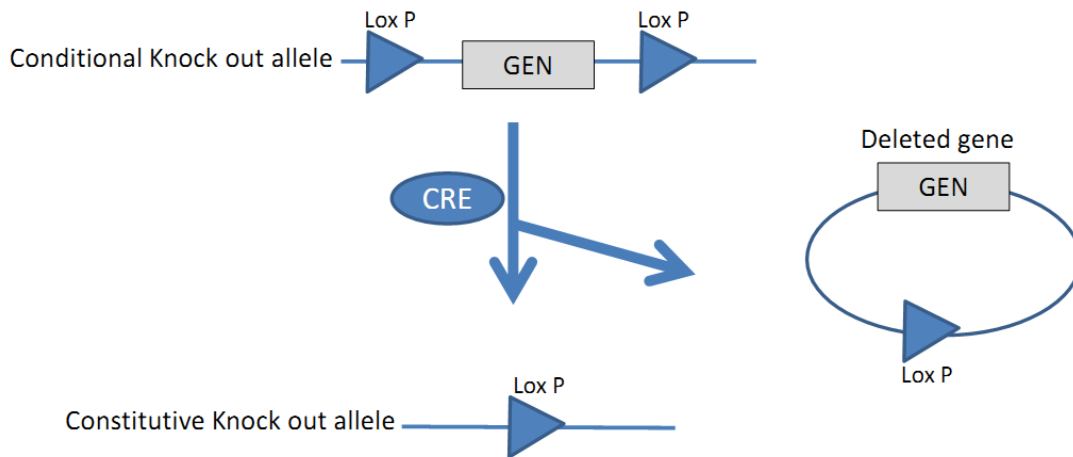 Lox P
Lox P
Conditional Knock out allele
GEN
Deleted gene
GEN
CRE
Lox P
Lox P
Constitutive Knock out allele